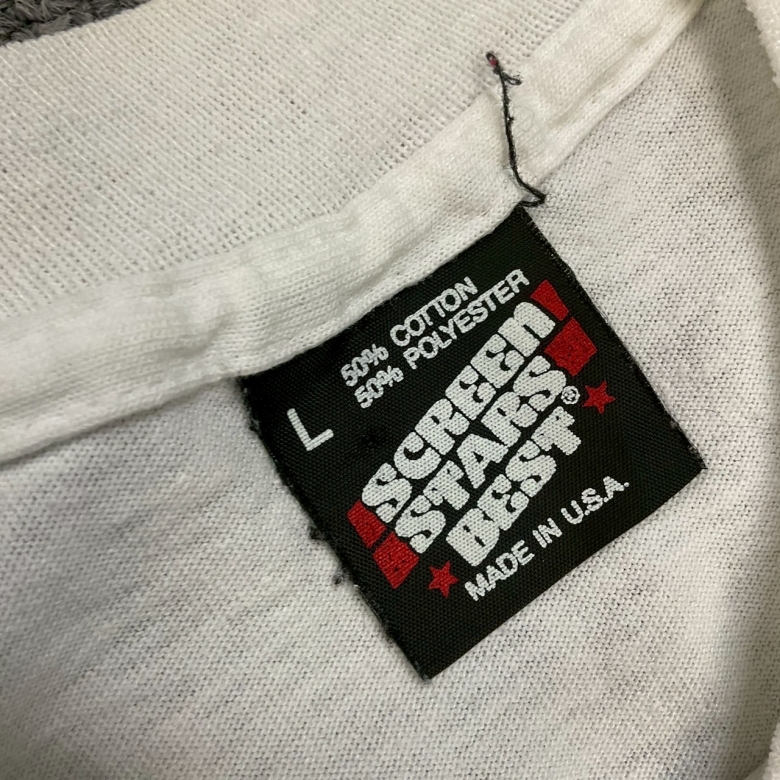 50% COTTON
50% POLYESTER
L
SCREEN
STARS®
BEST
MADE IN U.S.A.